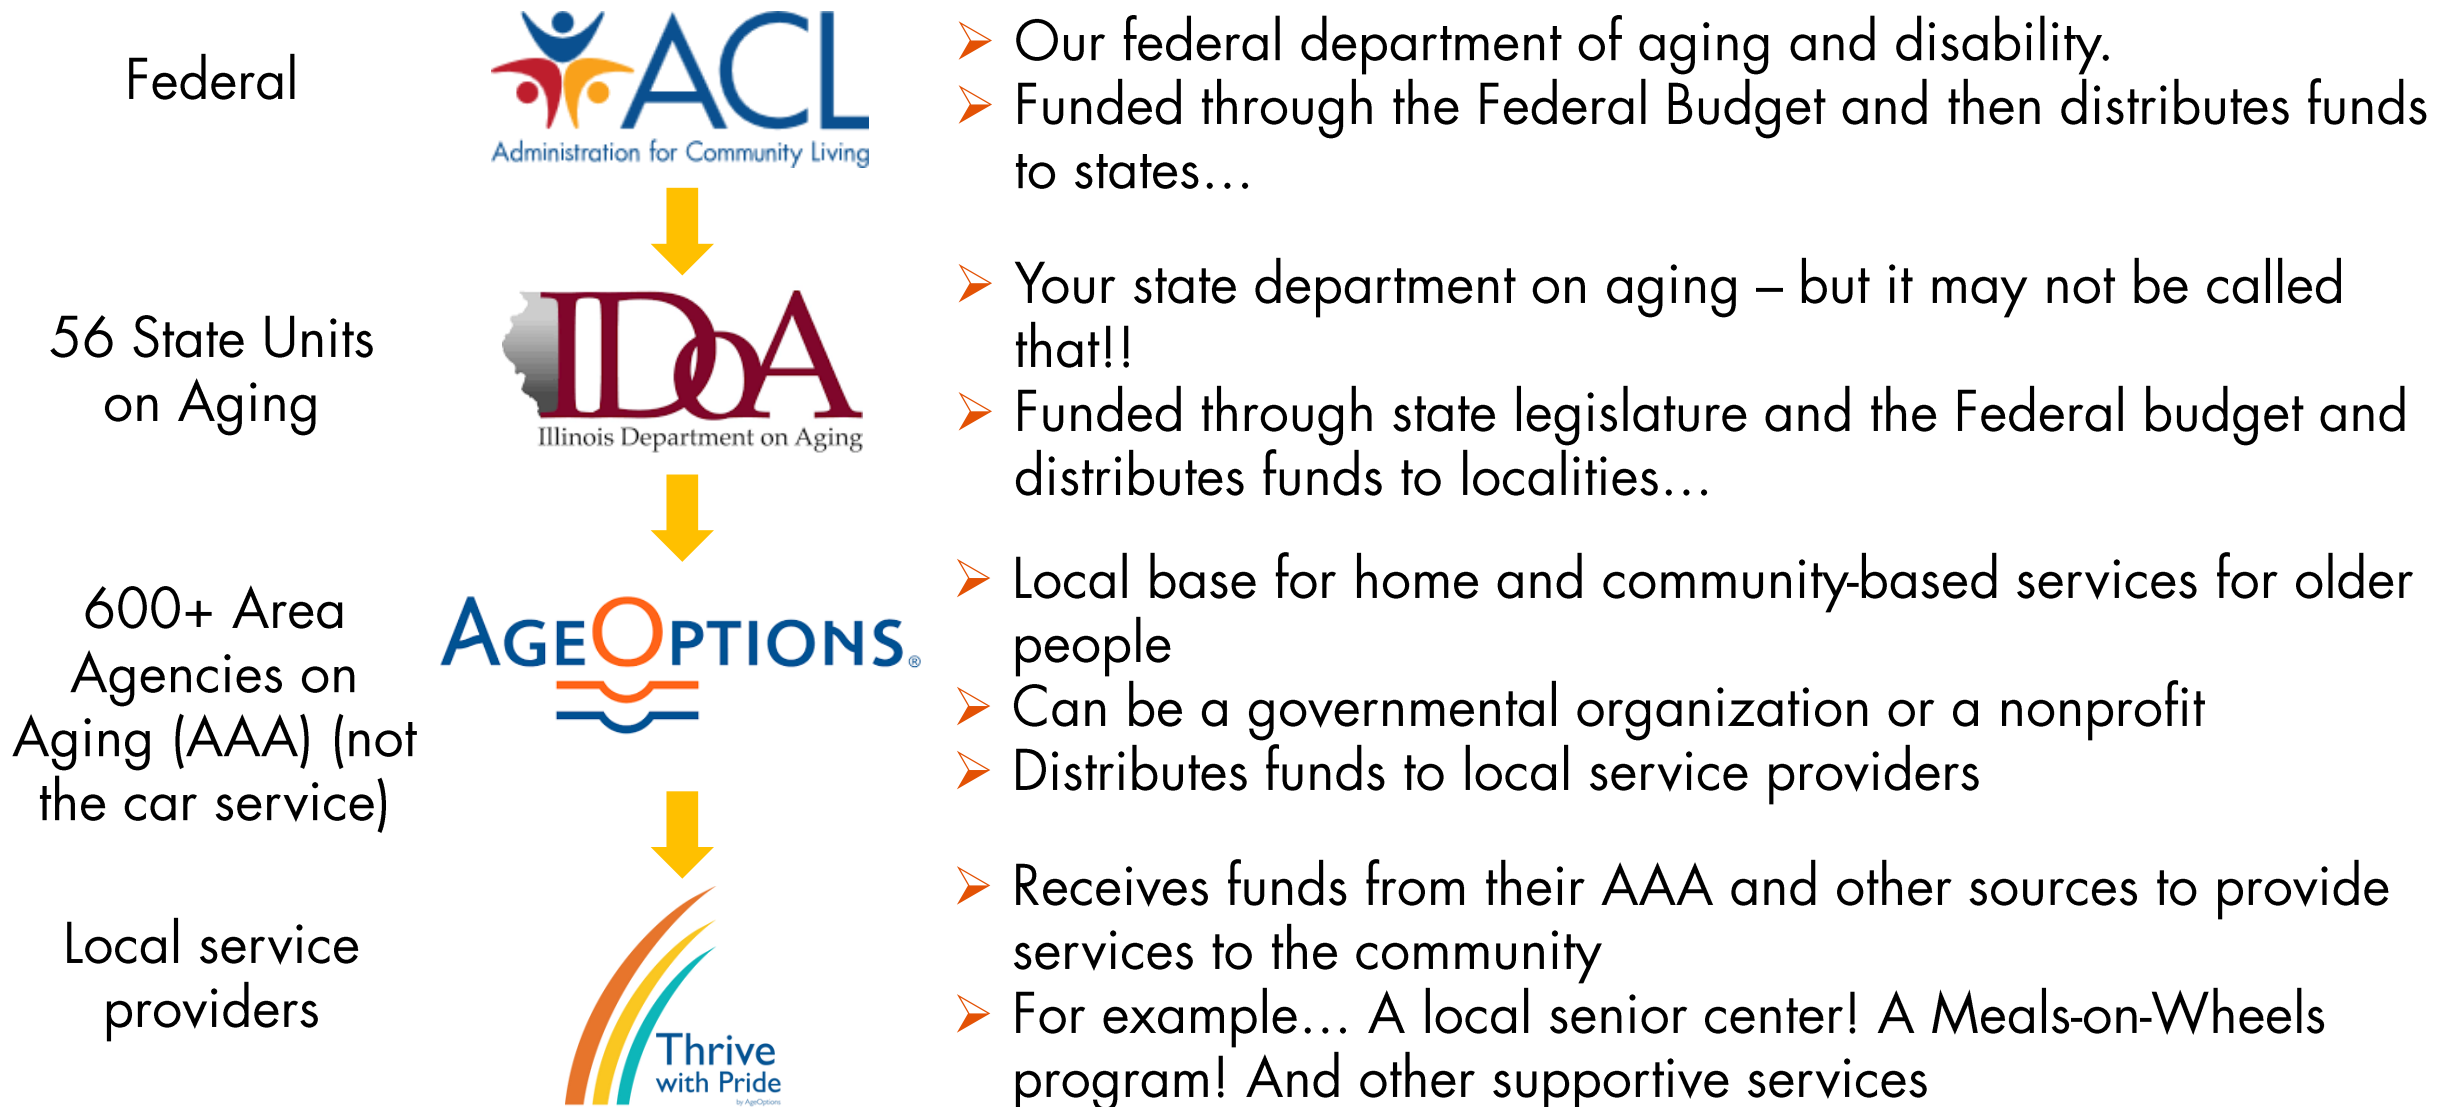 Federal
ACL
Administration for Community Living
➢ Our federal department of aging and disability.
➢ Funded through the Federal Budget and then distributes funds
to states...
56 State Units
on Aging
IDoA
Illinois Department on Aging
➢ Your state department on aging – but it may not be called
that!!
➢ Funded through state legislature and the Federal budget and
distributes funds to localities...
600+ Area
Agencies on
Aging (AAA) (not
the car service)
AGEOPTIONS®
➢ Local base for home and community-based services for older
people
➢ Can be a governmental organization or a nonprofit
➢ Distributes funds to local service providers
Local service
providers
Thrive
with Pride
by AgeOptions
➢ Receives funds from their AAA and other sources to provide
services to the community
➢ For example... A local senior center! A Meals-on-Wheels
program! And other supportive services